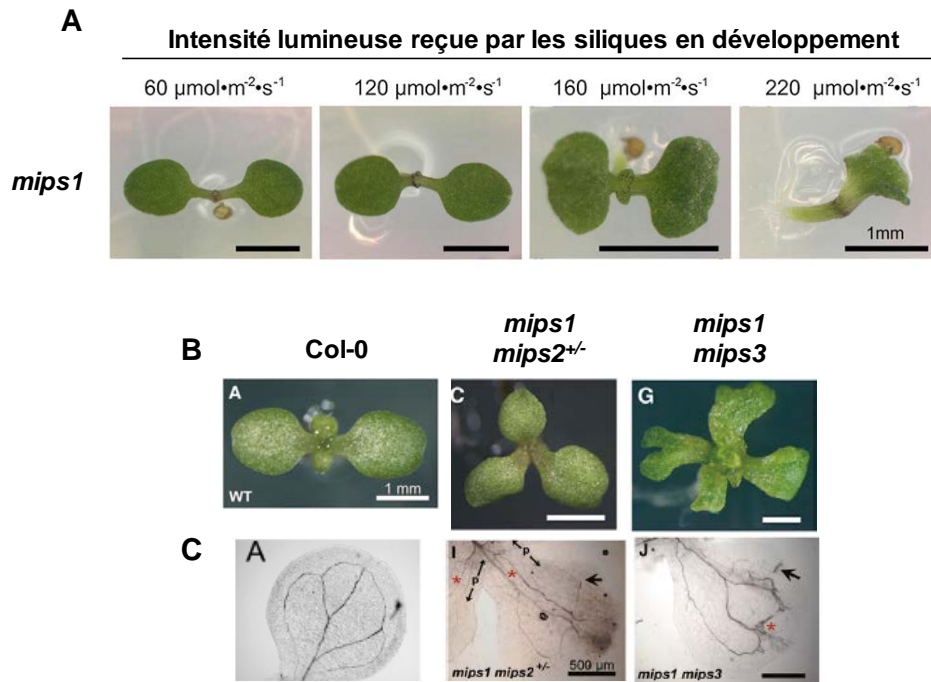 A
Intensité lumineuse reçue par les siliques en développement
60 µmol•m⁻²•s⁻¹
120 µmol•m⁻²•s⁻¹
160 µmol•m⁻²•s⁻¹
220 µmol•m⁻²•s⁻¹
mips1
1mm
B
Col-0
mips1
mips2+/-
mips1
mips3
A
C
G
WT
1 mm
C
A
I
J
p
*
p
*
p
*
mips1 mips2+/-
500 µm
mips1 mips3